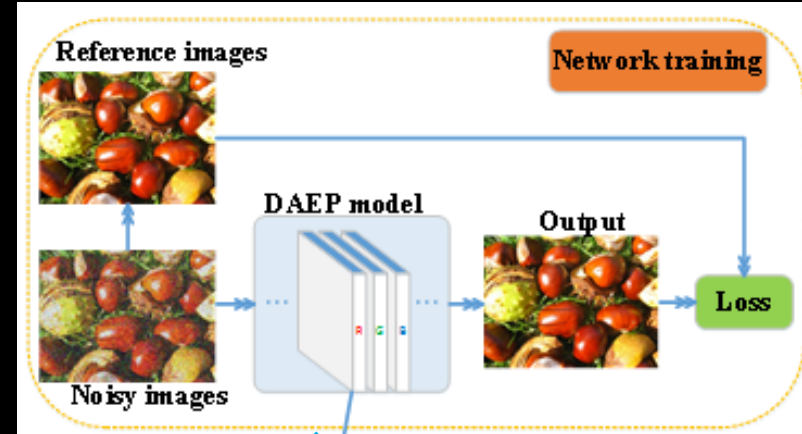 Reference images
Network training
DAEP model
Output
... R G B ...
Loss
Noisy images